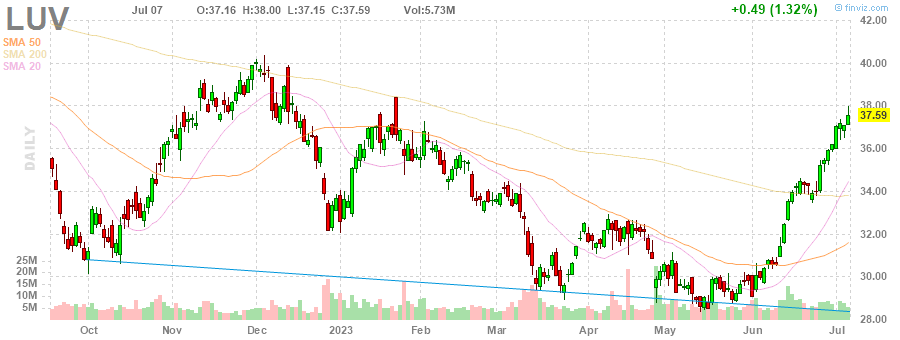 LUV Jul 07 O:37.16 H:38.00 L:37.15 C:37.59 Vol:5.73M +0.49 (1.32%) © finviz.com
SMA 50
SMA 200
SMA 20
DAILY
42.00
40.00
38.00
37.59
36.00
34.00
32.00
30.00
28.00
25M
20M
15M
10M
5M
Oct Nov Dec 2023 Feb Mar Apr May Jun Jul